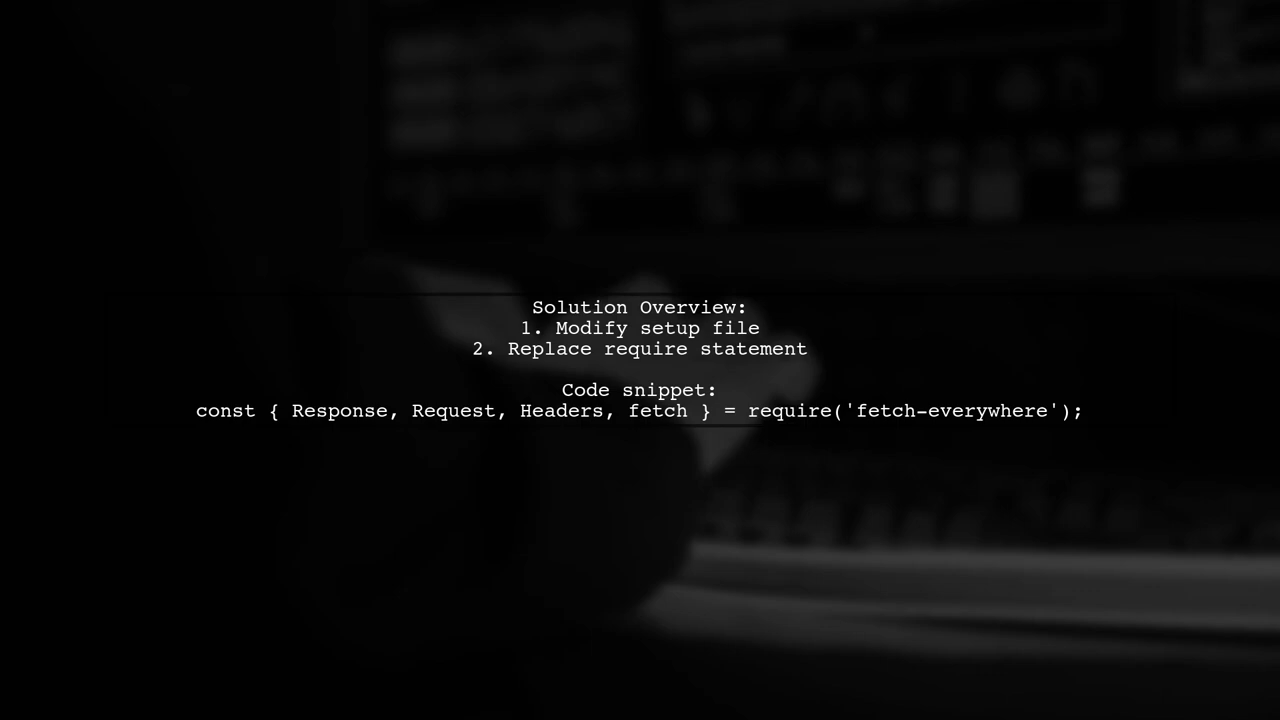 Solution Overview:
1. Modify setup file
2. Replace require statement
Code snippet:
const { Response, Request, Headers, fetch } = require('fetch-everywhere');